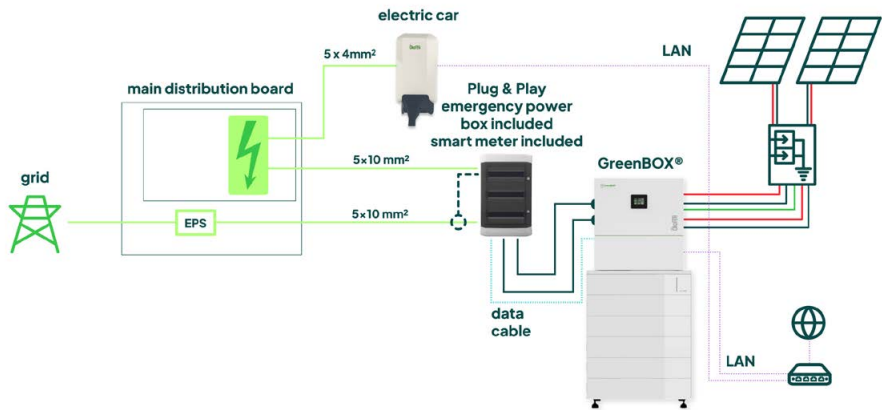 electric car
5 x 4mm²
LAN
main distribution board
Plug & Play
emergency power
box included
smart meter included
5x10 mm²
GreenBOX®
grid
EPS
5x10 mm²
data
cable
LAN